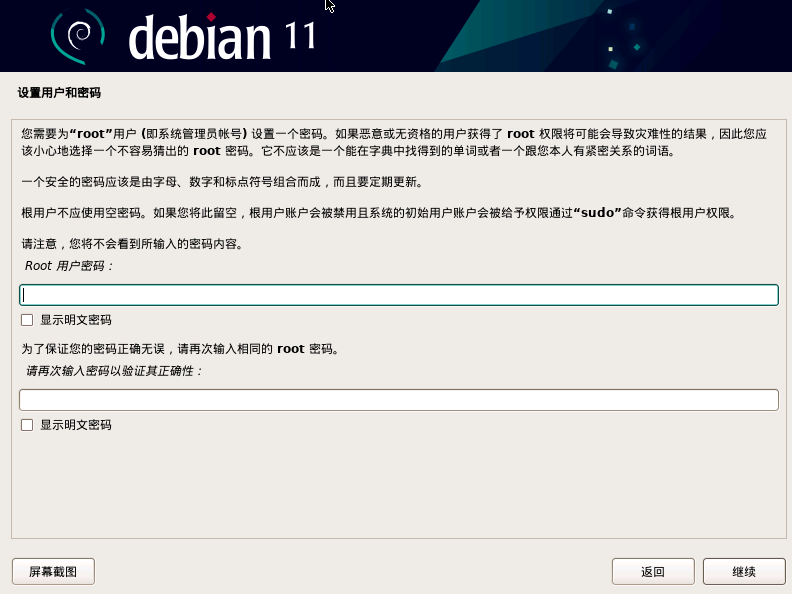 debian 11
设置用户和密码
您需要为“root”用户 (即系统管理员帐号) 设置一个密码。如果恶意或无资格的用户获得了 root 权限将可能会导致灾难性的结果，因此您应
该小心地选择一个不容易猜出的 root 密码。它不应该是一个能在字典中找得到的单词或者一个跟您本人有紧密关系的词语。
一个安全的密码应该是由字母、数字和标点符号组合而成，而且要定期更新。
根用户不应使用空密码。如果您将此留空，根用户账户会被禁用且系统的初始用户账户会被给予权限通过“sudo”命令获得根用户权限。
请注意，您将不会看到所输入的密码内容。
Root 用户密码：
显示明文密码
为了保证您的密码正确无误，请再次输入相同的 root 密码。
请再次输入密码以验证其正确性：
显示明文密码
屏幕截图 返回 继续